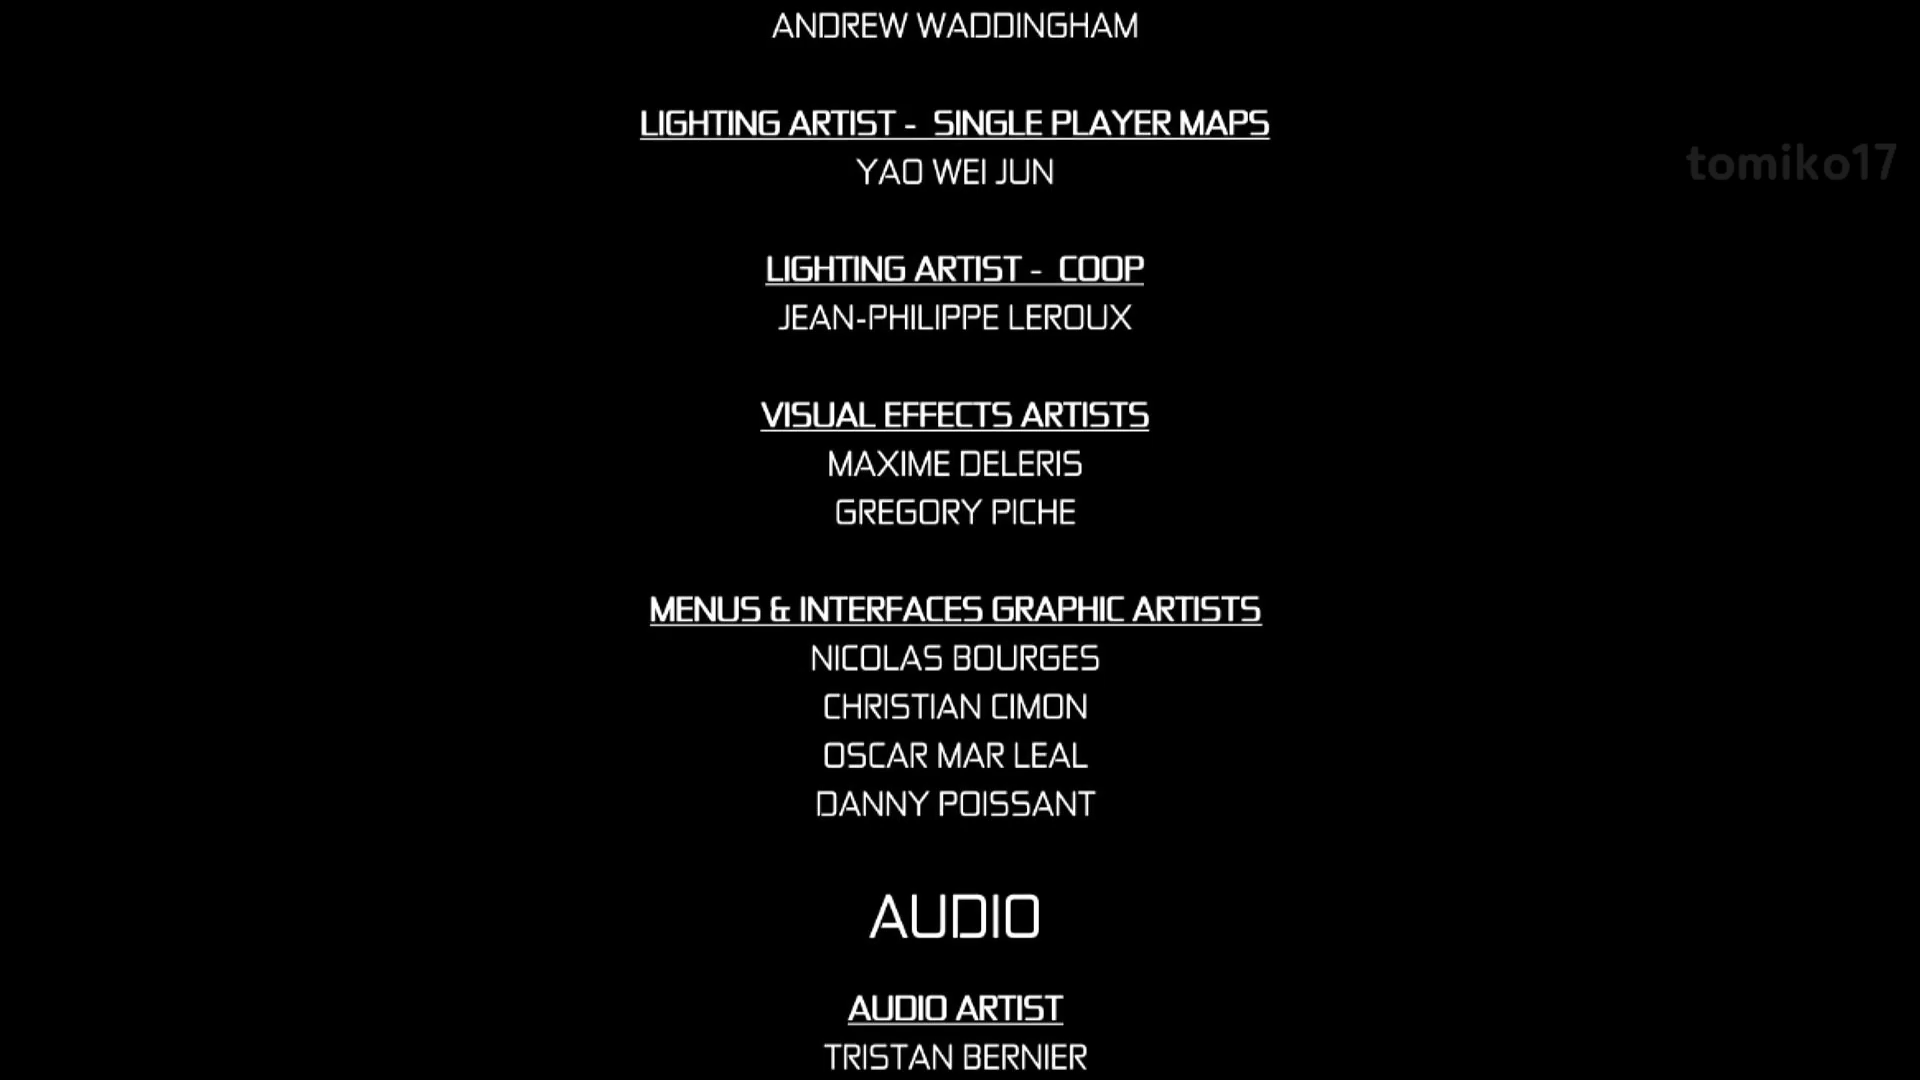 ANDREW WADDINGHAM
LIGHTING ARTIST - SINGLE PLAYER MAPS
tomiko17
YAO WEI JUN
LIGHTING ARTIST - COOP
JEAN-PHILIPPE LEROUX
VISUAL EFFECTS ARTISTS
MAXIME DELERIS
GREGORY PICHE
MENUS & INTERFACES GRAPHIC ARTISTS
NICOLAS BOURGES
CHRISTIAN CIMON
OSCAR MAR LEAL
DANNY POISSANT
AUDIO
AUDIO ARTIST
TRISTAN BERNIER